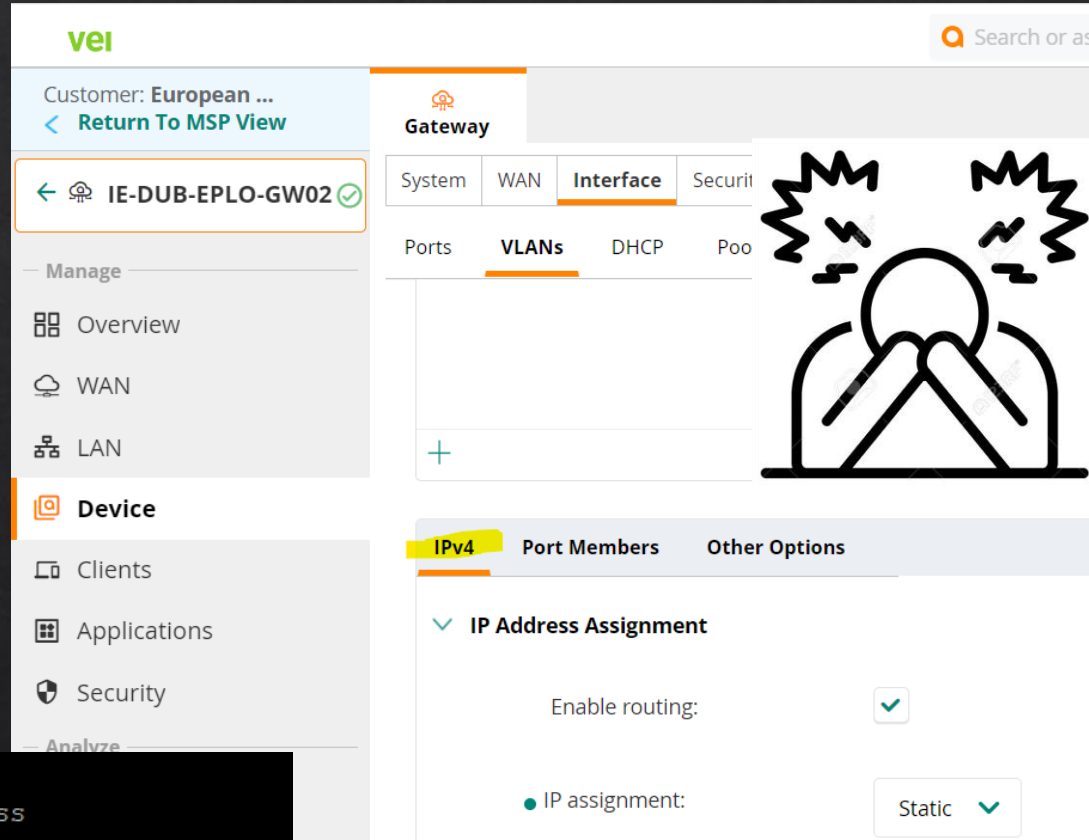 vei
Search or as
Customer: European ...
Return To MSP View
Gateway
IE-DUB-EPLO-GW02
System WAN Interface Securit
Ports VLANs DHCP Poo
Manage
Overview
WAN
LAN
Device
Clients
Applications
Security
Analyze
IPv4 Port Members Other Options
IP Address Assignment
Enable routing:
IP assignment: Static
ss